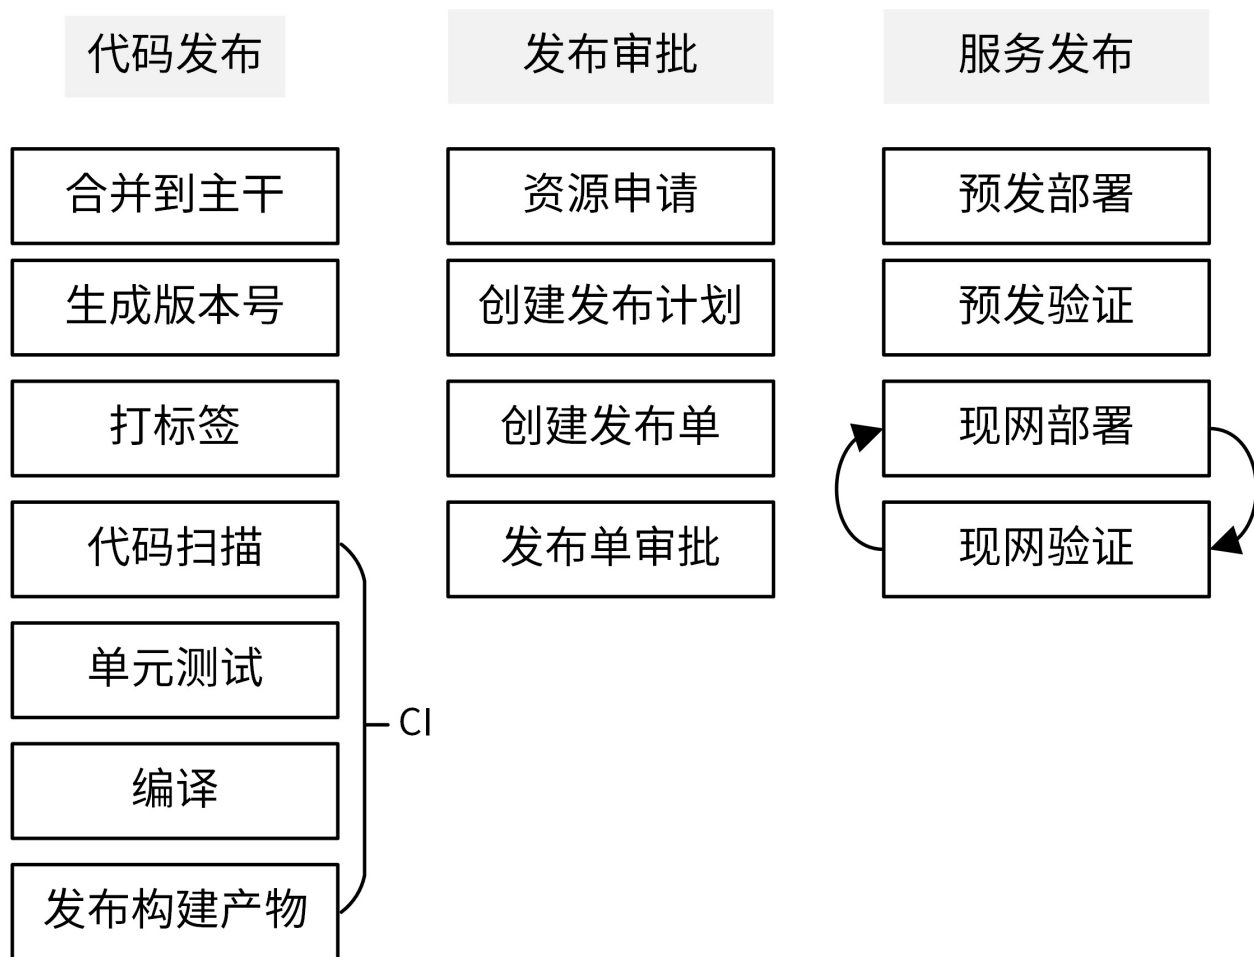 代码发布
合并到主干
生成版本号
打标签
代码扫描
单元测试
编译
发布构建产物
CI
发布审批
资源申请
创建发布计划
创建发布单
发布单审批
服务发布
预发部署
预发验证
现网部署
现网验证